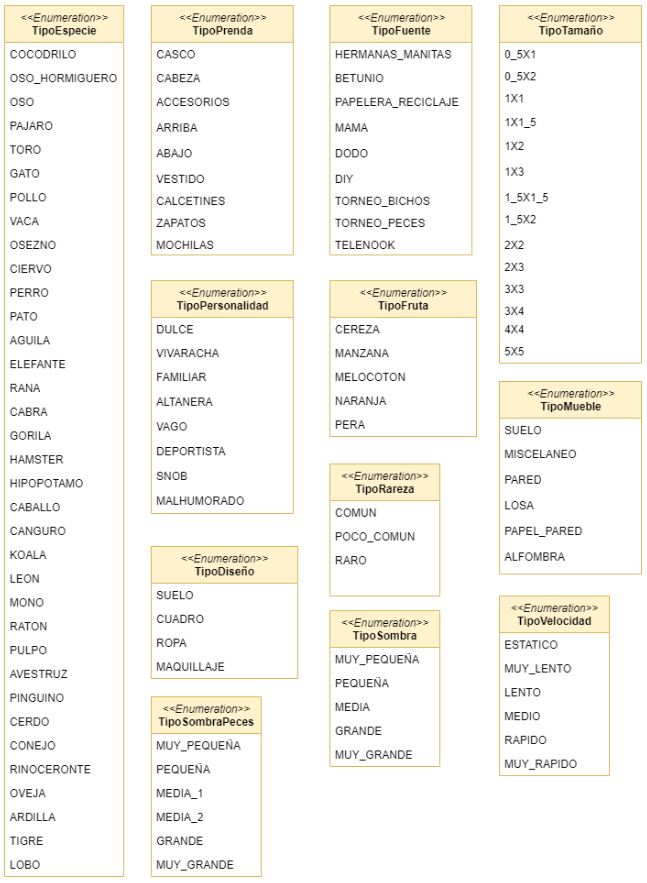 <<Enumeration>>
TipoEspecie
COCODRILO
OSO_HORMIGUERO
OSO
PAJARO
TORO
GATO
POLLO
VACA
OSEZNO
CIERVO
PERRO
PATO
AGUILA
ELEFANTE
RANA
CABRA
GORILA
HAMSTER
HIPOPOTAMO
CABALLO
CANGURO
KOALA
LEON
MONO
RATON
PULPO
AVESTRUZ
PINGUINO
CERDO
CONEJO
RINOCERONTE
OVEJA
ARDILLA
TIGRE
LOBO
<<Enumeration>>
TipoPrenda
CASCO
CABEZA
ACCESORIOS
ARRIBA
ABAJO
VESTIDO
CALCETINES
ZAPATOS
MOCHILAS
<<Enumeration>>
TipoPersonalidad
DULCE
VIVARACHA
FAMILIAR
ALTANERA
VAGO
DEPORTISTA
SNOB
MALHUMORADO
<<Enumeration>>
TipoDiseño
SUELO
CUADRO
ROPA
MAQUILLAJE
<<Enumeration>>
TipoSombraPeces
MUY_PEQUEÑA
PEQUEÑA
MEDIA_1
MEDIA_2
GRANDE
MUY_GRANDE
<<Enumeration>>
TipoFuente
HERMANAS_MANITAS
BETUNIO
PAPELERA_RECICLAJE
MAMA
DODO
DIY
TORNEO_BICHOS
TORNEO_PECES
TELENOOK
<<Enumeration>>
TipoFruta
CEREZA
MANZANA
MELOCOTON
NARANJA
PERA
<<Enumeration>>
TipoRareza
COMUN
POCO_COMUN
RARO
<<Enumeration>>
TipoSombra
MUY_PEQUEÑA
PEQUEÑA
MEDIA
GRANDE
MUY_GRANDE
<<Enumeration>>
TipoTamaño
0_5X1
0_5X2
1X1
1X1_5
1X2
1X3
1_5X1_5
1_5X2
2X2
2X3
3X3
3X4
4X4
5X5
<<Enumeration>>
TipoMueble
SUELO
MISCELANEO
PARED
LOSA
PAPEL_PARED
ALFOMBRA
<<Enumeration>>
TipoVelocidad
ESTATICO
MUY_LENTO
LENTO
MEDIO
RAPIDO
MUY_RAPIDO